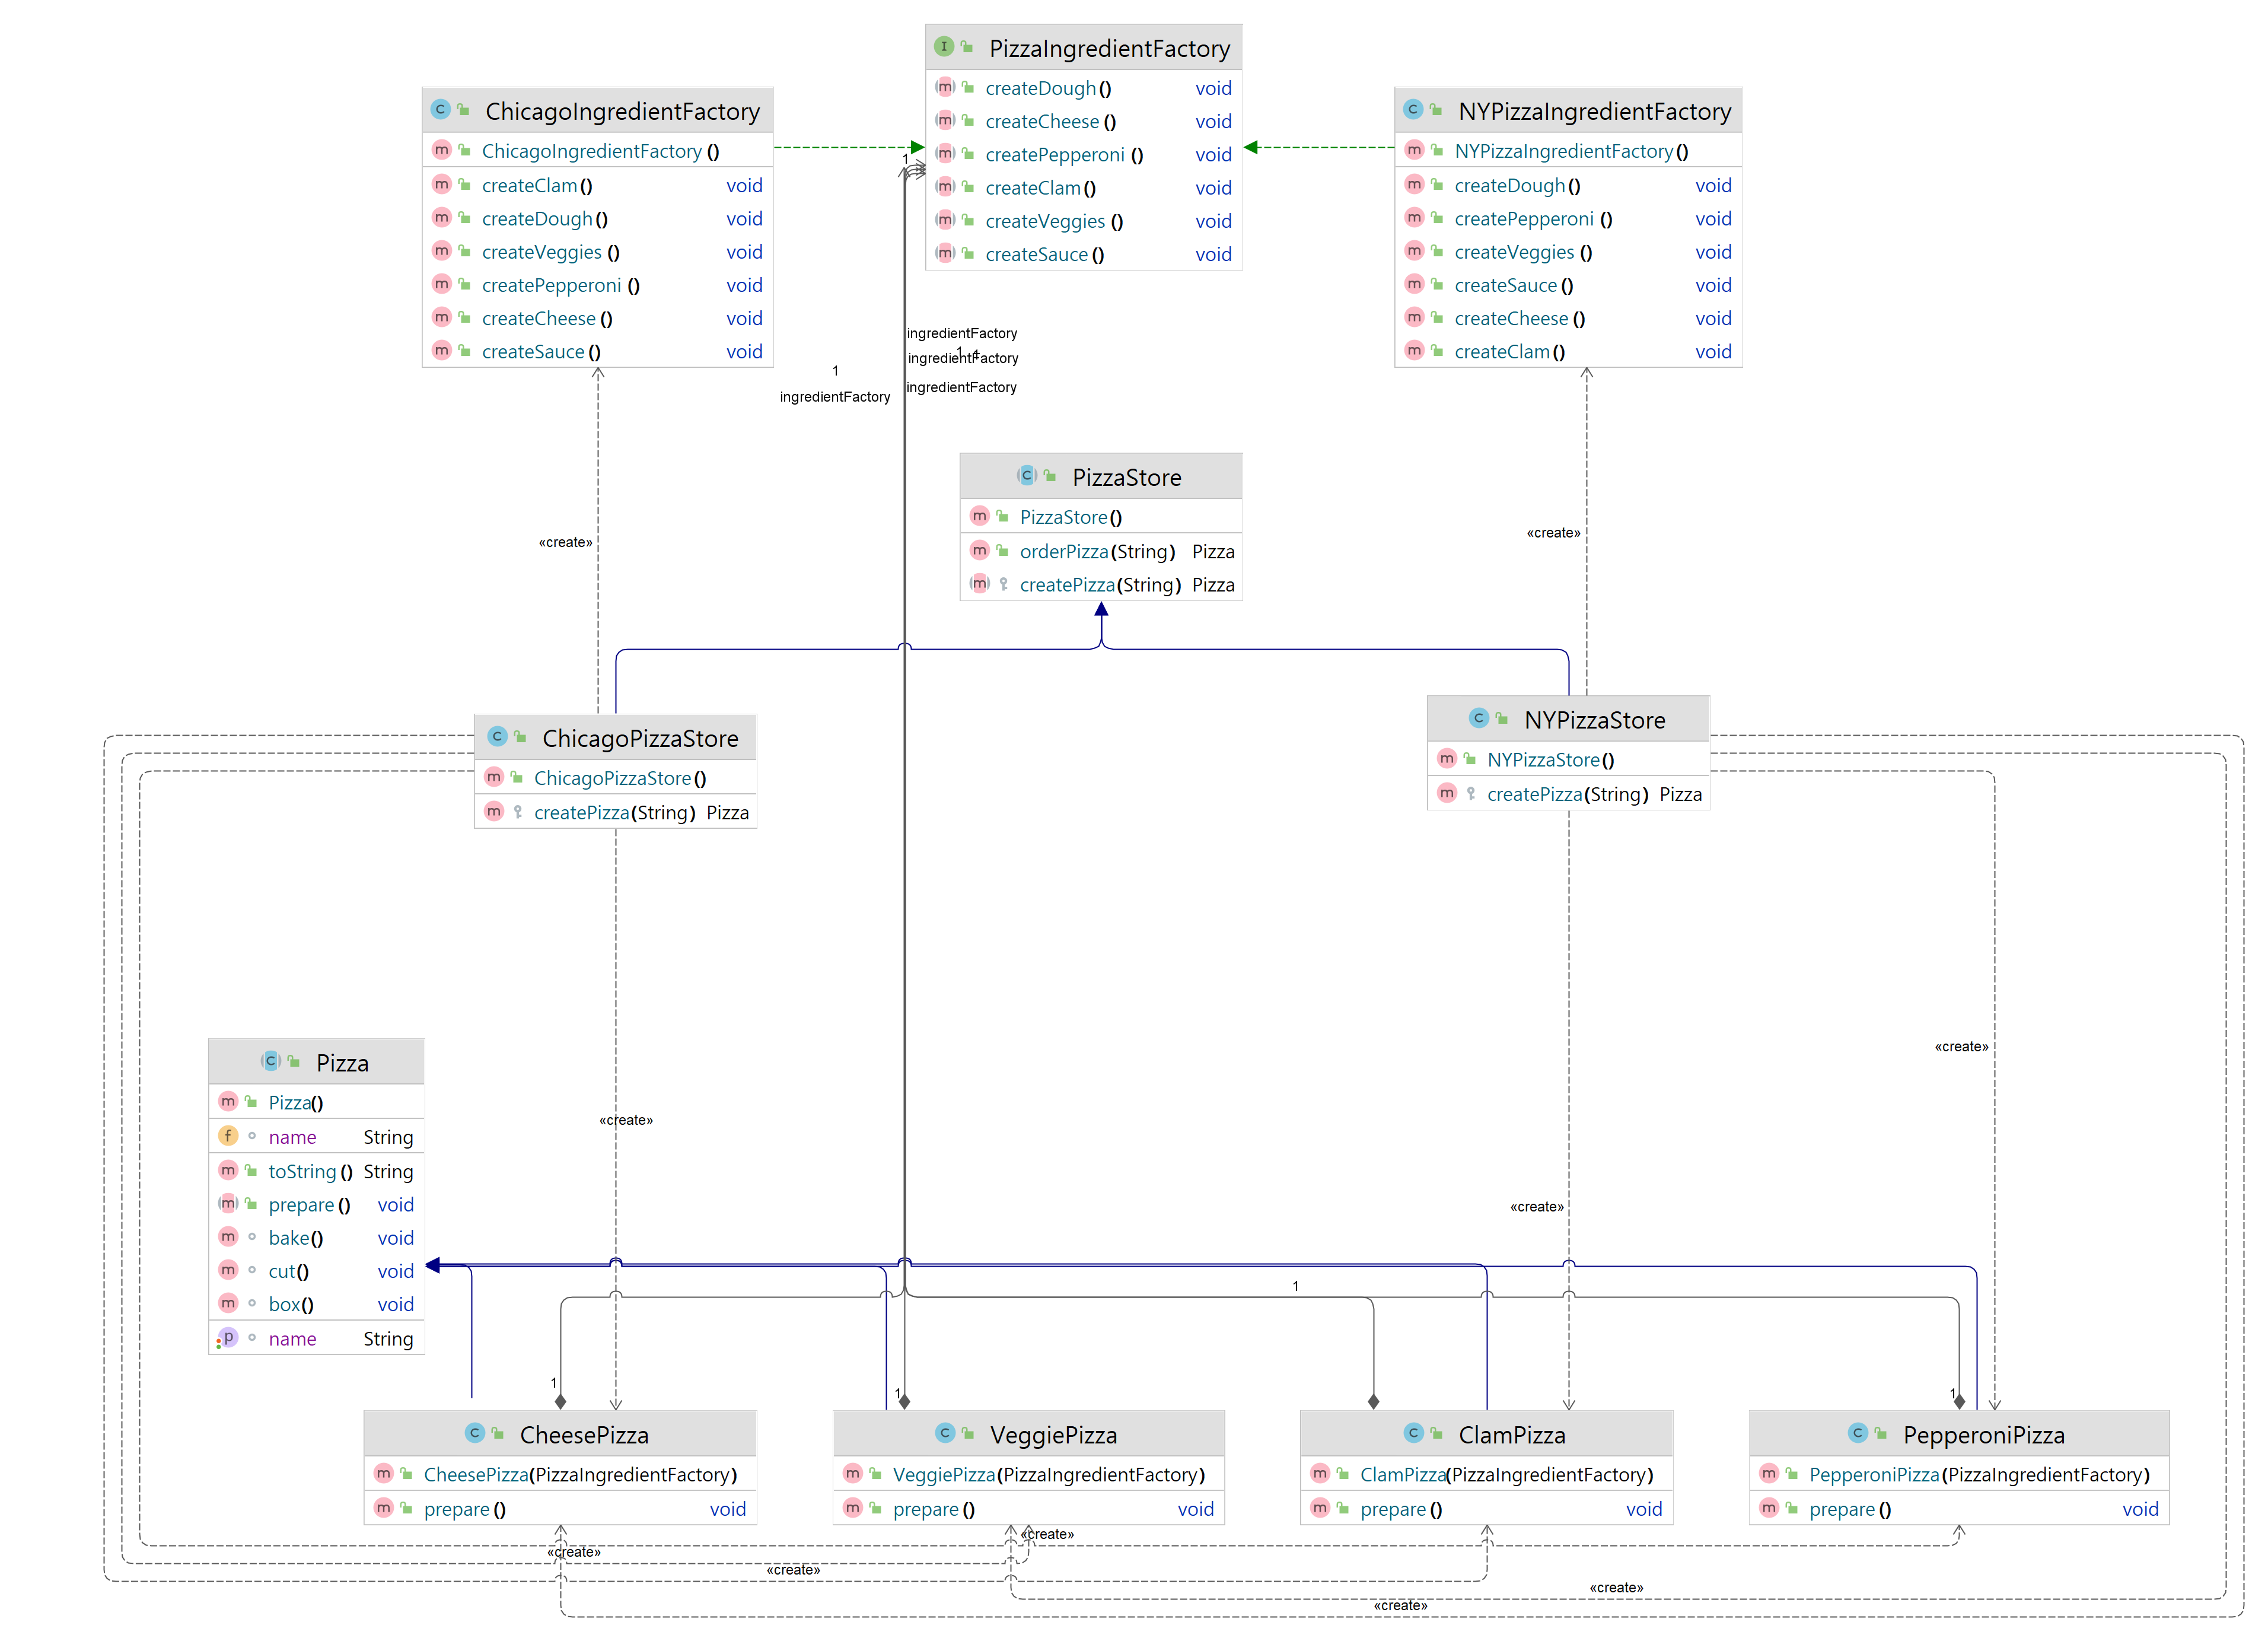 PizzaIngredientFactory
createDough() void
createCheese() void
createPepperoni() void
createClam() void
createVeggies() void
createSauce() void
ChicagoIngredientFactory
ChicagoIngredientFactory()
createClam() void
createDough() void
createVeggies() void
createPepperoni() void
createCheese() void
createSauce() void
NYPizzaIngredientFactory
NYPizzaIngredientFactory()
createDough() void
createPepperoni() void
createVeggies() void
createSauce() void
createCheese() void
createClam() void
1
ingredientFactory
1
ingredientFactory
1
ingredientFactory
ingredientFactory
PizzaStore
PizzaStore()
orderPizza(String) Pizza
createPizza(String) Pizza
«create»
«create»
ChicagoPizzaStore
ChicagoPizzaStore()
createPizza(String) Pizza
NYPizzaStore
NYPizzaStore()
createPizza(String) Pizza
«create»
«create»
«create»
Pizza
Pizza()
name String
toString() String
prepare() void
bake() void
cut() void
box() void
name String
1
1
1
1
CheesePizza
CheesePizza(PizzaIngredientFactory)
prepare() void
VeggiePizza
VeggiePizza(PizzaIngredientFactory)
prepare() void
ClamPizza
ClamPizza(PizzaIngredientFactory)
prepare() void
PepperoniPizza
PepperoniPizza(PizzaIngredientFactory)
prepare() void
«create»
«create»
«create»
«create»
«create»